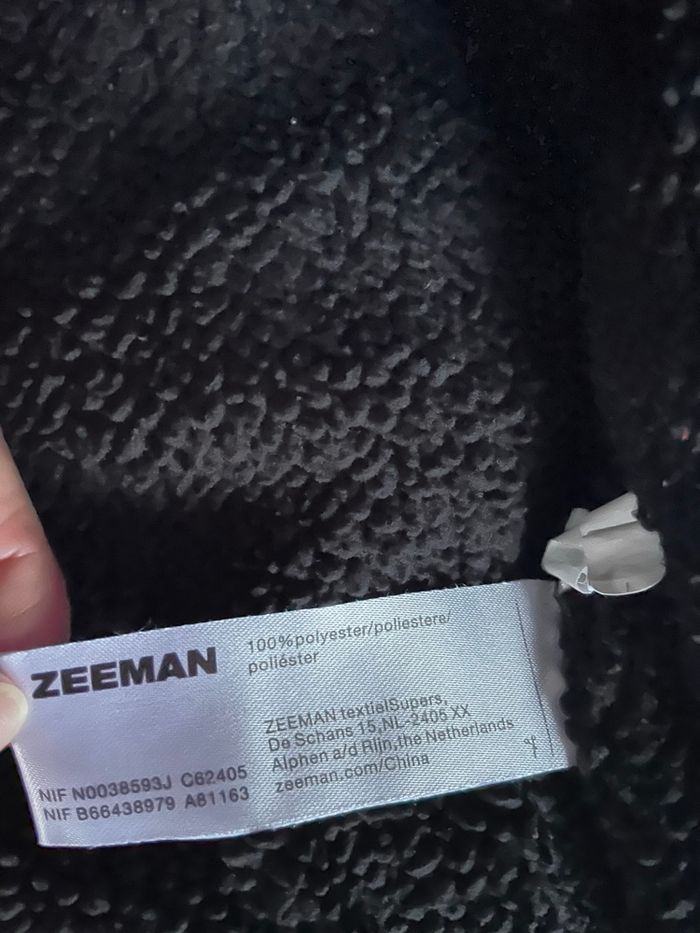 ZEEMAN
100%polyester/poliestere/
poliéster
ZEEMAN textielSupers,
De Schans 15,NL-2405 XX
Alphen a/d Rijn,the Netherlands
zeeman.com/China
NIF N0038593J C62405
NIF B66438979 A81163